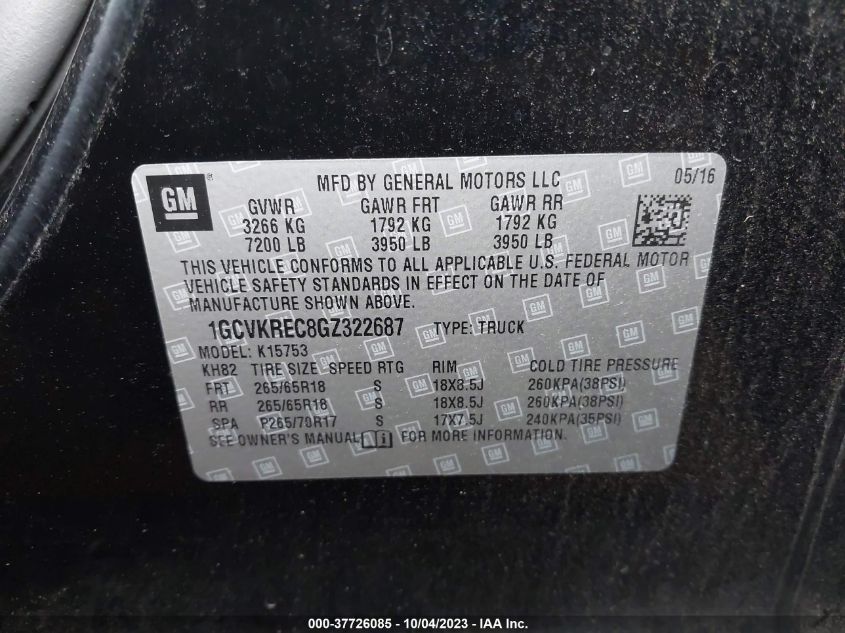 GM
MFD BY GENERAL MOTORS LLC 05/16
GVWR GAWR FRT GAWR RR
3266 KG 1792 KG 1792 KG
7200 LB 3950 LB 3950 LB
THIS VEHICLE CONFORMS TO ALL APPLICABLE U.S. FEDERAL MOTOR
VEHICLE SAFETY STANDARDS IN EFFECT ON THE DATE OF
MANUFACTURE SHOWN ABOVE.
1GCVKREC8GZ322687 TYPE: TRUCK
MODEL: K15753
KH82 TIRE SIZE SPEED RTG RIM COLD TIRE PRESSURE
FRT 265/65R18 S 18X8.5J 260KPA(38PSI)
RR 265/65R18 S 18X8.5J 260KPA(38PSI)
SPA P265/70R17 S 17X7.5J 240KPA(35PSI)
SEE OWNER'S MANUAL FOR MORE INFORMATION.
000-37726085 - 10/04/2023 - IAA Inc.